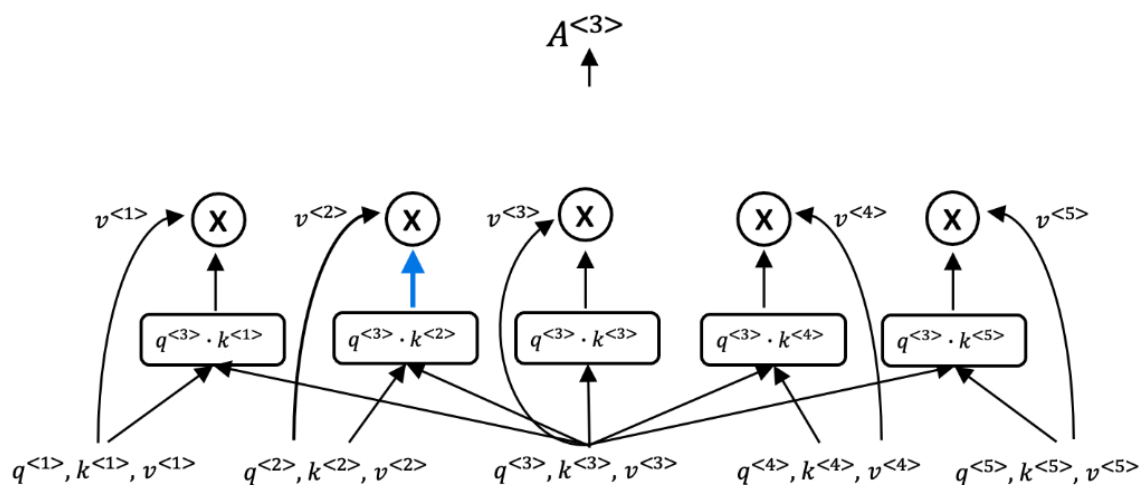 A<3>
v<1> X v<2> X v<3> X X v<4> X v<5>
q<3> · k<1> q<3> · k<2> q<3> · k<3> q<3> · k<4> q<3> · k<5>
q<1>, k<1>, v<1> q<2>, k<2>, v<2> q<3>, k<3>, v<3> q<4>, k<4>, v<4> q<5>, k<5>, v<5>